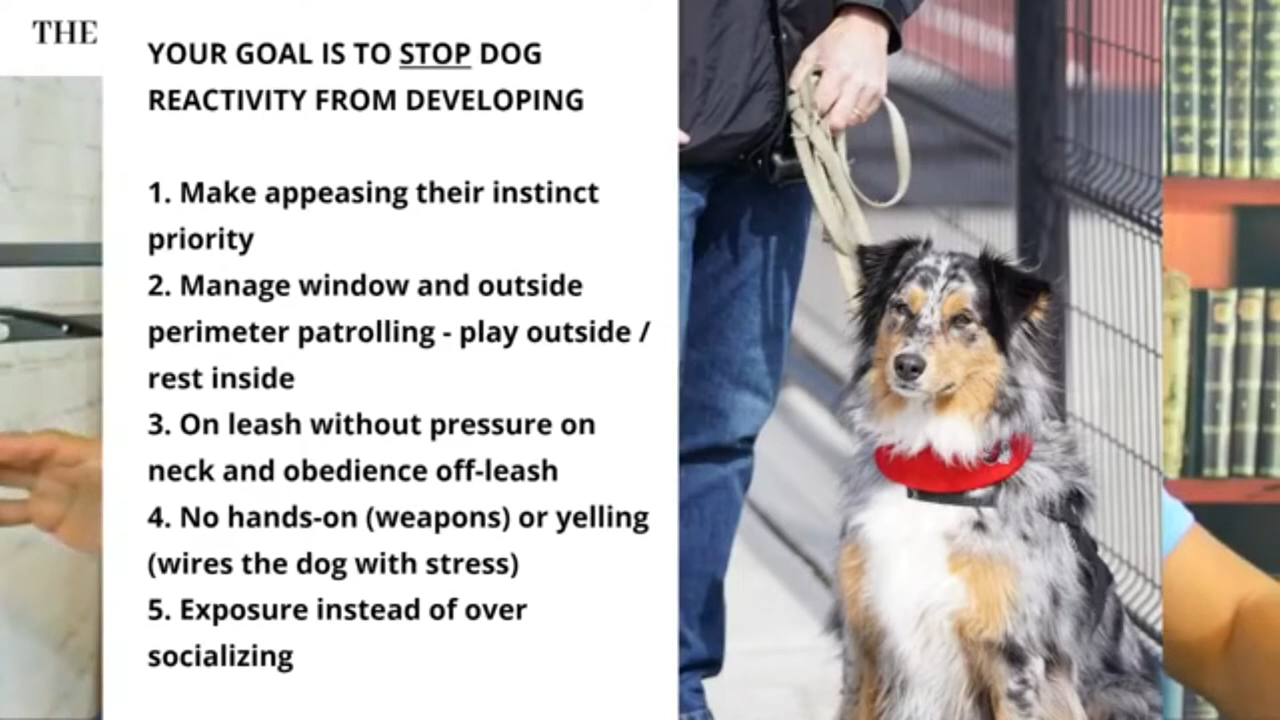 THE
YOUR GOAL IS TO STOP DOG
REACTIVITY FROM DEVELOPING
1. Make appeasing their instinct
priority
2. Manage window and outside
perimeter patrolling - play outside /
rest inside
3. On leash without pressure on
neck and obedience off-leash
4. No hands-on (weapons) or yelling
(wires the dog with stress)
5. Exposure instead of over
socializing